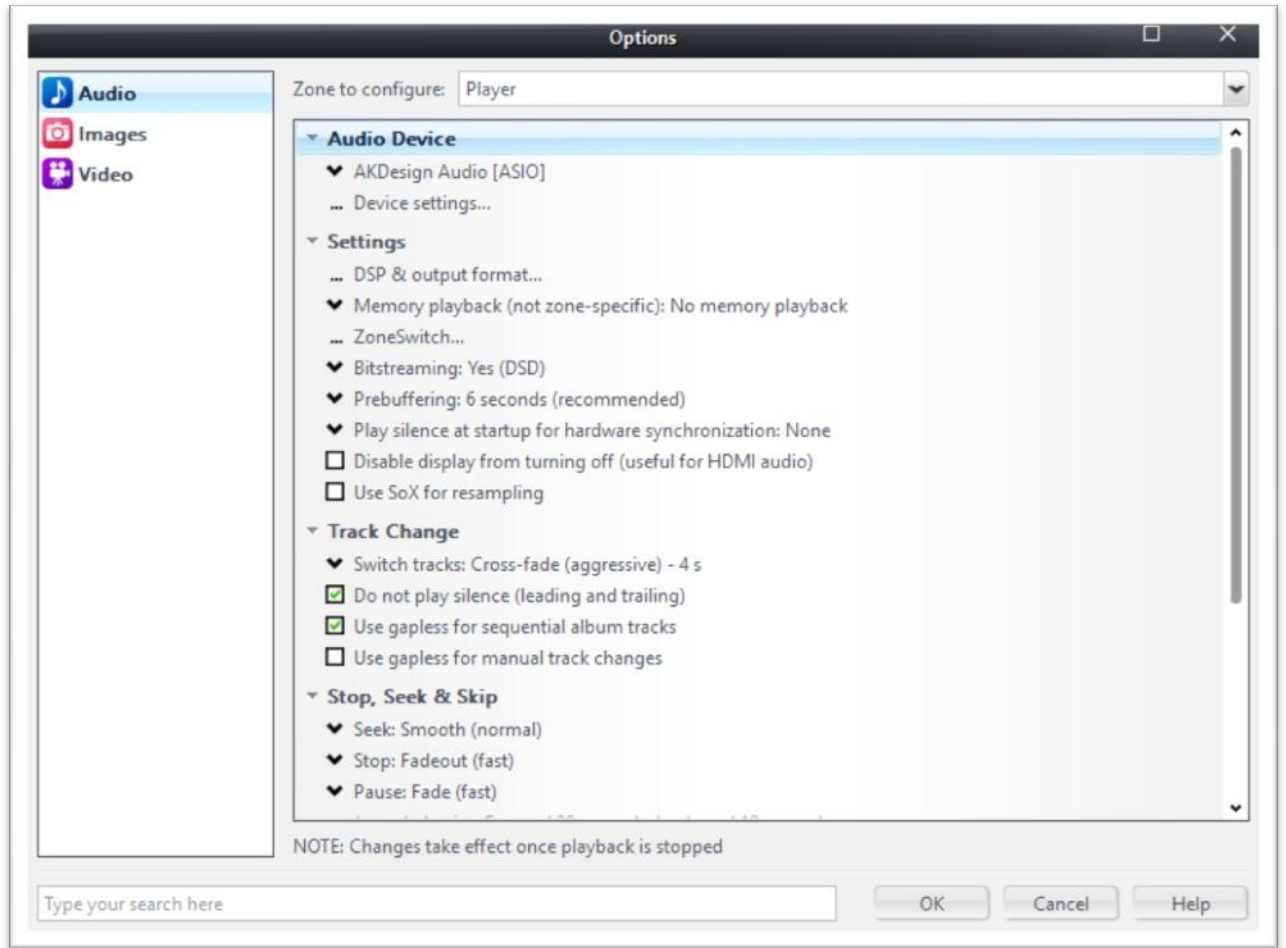 Options
Audio
Images
Video
Zone to configure: Player
Audio Device
AKDesign Audio [ASIO]
... Device settings...
Settings
... DSP & output format...
Memory playback (not zone-specific): No memory playback
... ZoneSwitch...
Bitstreaming: Yes (DSD)
Prebuffering: 6 seconds (recommended)
Play silence at startup for hardware synchronization: None
Disable display from turning off (useful for HDMI audio)
Use SoX for resampling
Track Change
Switch tracks: Cross-fade (aggressive) - 4 s
Do not play silence (leading and trailing)
Use gapless for sequential album tracks
Use gapless for manual track changes
Stop, Seek & Skip
Seek: Smooth (normal)
Stop: Fadeout (fast)
Pause: Fade (fast)
NOTE: Changes take effect once playback is stopped
Type your search here
OK
Cancel
Help